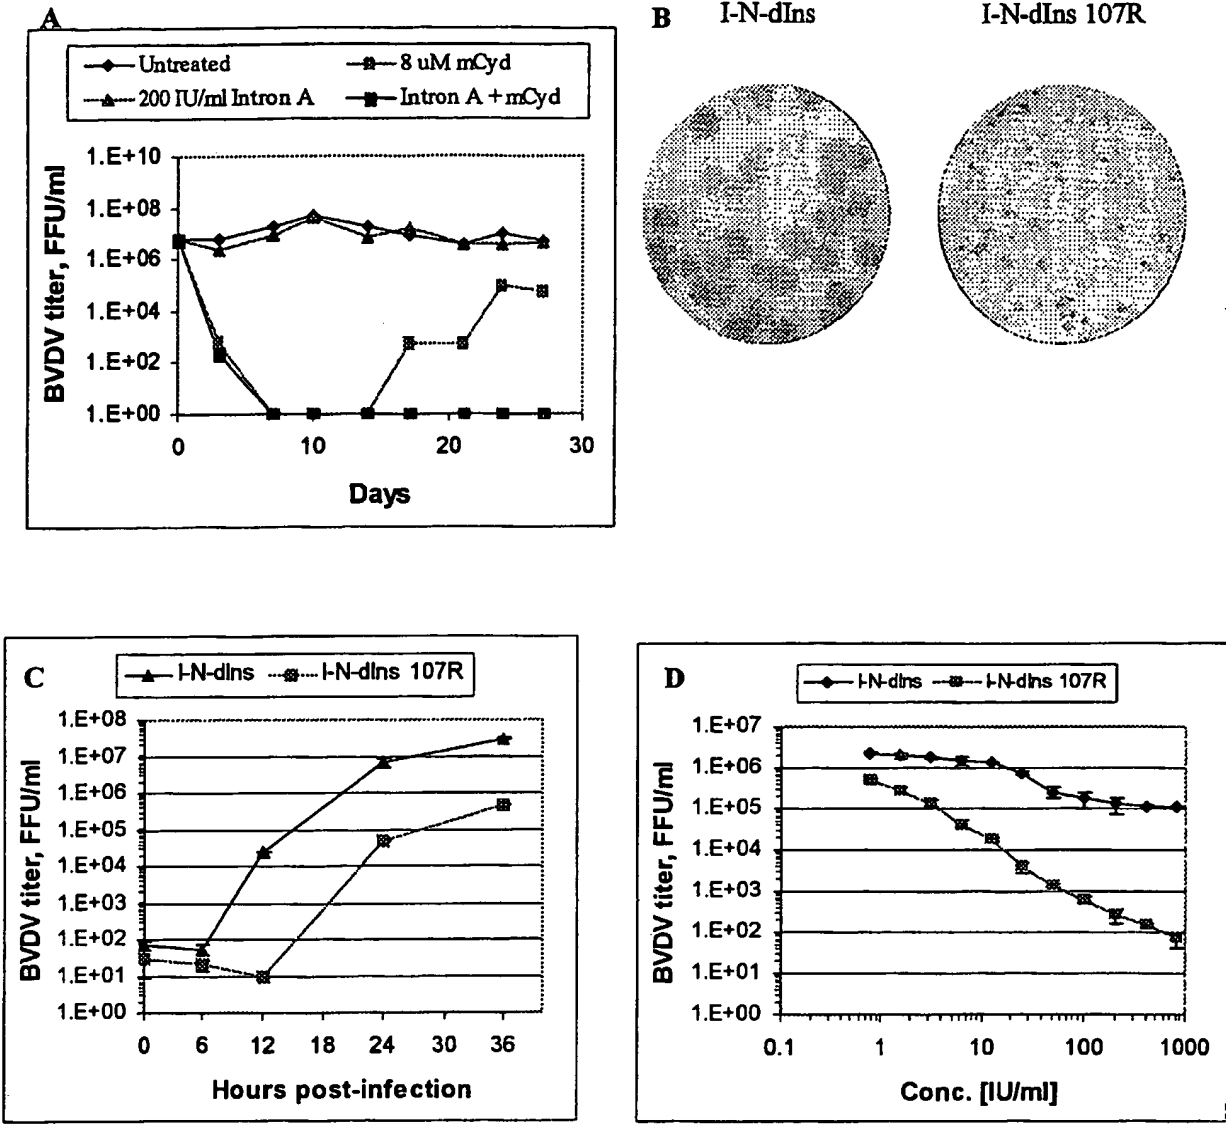 A
Untreated 8 uM mCyd
200 IU/ml Intron A Intron A + mCyd
BVDV titer, FFU/ml
1.E+10
1.E+08
1.E+06
1.E+04
1.E+02
1.E+00
0 10 20 30
Days
B I-N-dIns I-N-dIns 107R
C
I-N-dIns I-N-dIns 107R
BVDV titer, FFU/ml
1.E+08
1.E+07
1.E+06
1.E+05
1.E+04
1.E+03
1.E+02
1.E+01
1.E+00
0 6 12 18 24 30 36
Hours post-infection
D
I-N-dIns I-N-dIns 107R
BVDV titer, FFU/ml
1.E+07
1.E+06
1.E+05
1.E+04
1.E+03
1.E+02
1.E+01
1.E+00
0.1 1 10 100 1000
Conc. [IU/ml]